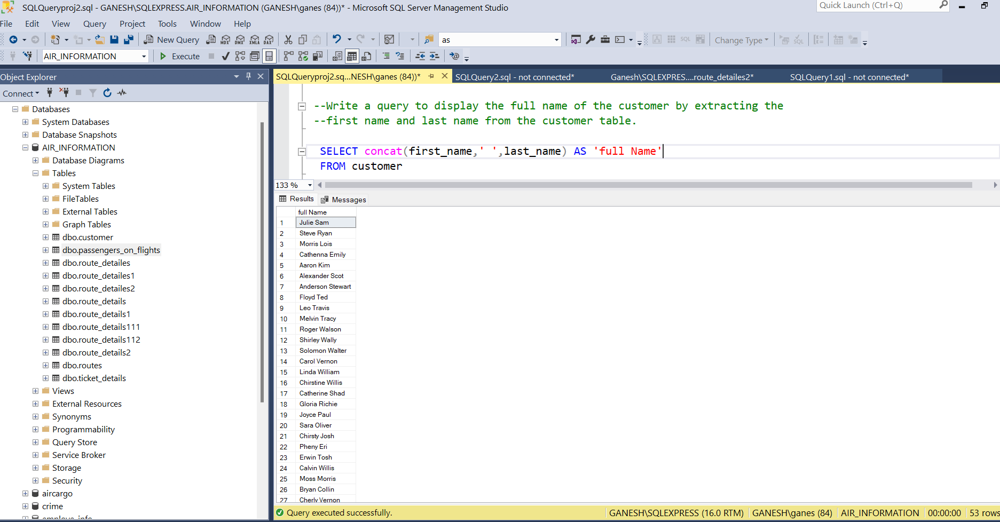 SQLQueryproj2.sql - GANESH\SQLEXPRESS.AIR_INFORMATION (GANESH\ganes (84))* - Microsoft SQL Server Management Studio
Quick Launch (Ctrl+Q)
File Edit View Query Project Tools Window Help
New Query MDX DMX XMLA DAX as SQL Change Type SQL
AIR_INFORMATION Execute
Object Explorer
SQLQueryproj2.sq...NESH\ganes (84))* SQLQuery2.sql - not connected* Ganesh\SQLEXPRES....route_detailes2* SQLQuery1.sql - not connected*
Connect
Databases
System Databases
Database Snapshots
AIR_INFORMATION
Database Diagrams
Tables
System Tables
FileTables
External Tables
Graph Tables
dbo.customer
dbo.passengers_on_flights
dbo.route_detailes
dbo.route_detailes1
dbo.route_detailes2
dbo.route_details
dbo.route_details1
dbo.route_details111
dbo.route_details112
dbo.route_details2
dbo.routes
dbo.ticket_details
Views
External Resources
Synonyms
Programmability
Query Store
Service Broker
Storage
Security
aircargo
crime
employe_info
--Write a query to display the full name of the customer by extracting the
--first name and last name from the customer table.
SELECT concat(first_name,' ',last_name) AS 'full Name'
FROM customer
133 %
Results Messages
full Name
1 Julie Sam
2 Steve Ryan
3 Morris Lois
4 Cathenna Emily
5 Aaron Kim
6 Alexander Scot
7 Anderson Stewart
8 Floyd Ted
9 Leo Travis
10 Melvin Tracy
11 Roger Walson
12 Shirley Wally
13 Solomon Walter
14 Carol Vernon
15 Linda William
16 Chirstine Willis
17 Catherine Shad
18 Gloria Richie
19 Joyce Paul
20 Sara Oliver
21 Chirsty Josh
22 Pheny Eri
23 Erwin Tosh
24 Calvin Willis
25 Moss Morris
26 Bryan Collin
27 Cherly Vernon
Query executed successfully. GANESH\SQLEXPRESS (16.0 RTM) GANESH\ganes (84) AIR_INFORMATION 00:00:00 53 rows